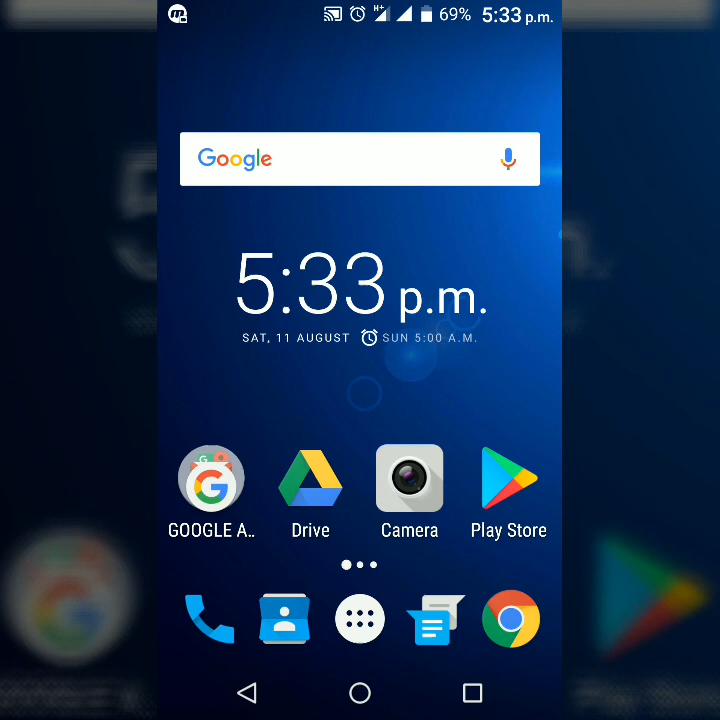 H+ 69% 5:33 p.m.
Google
5:33 p.m.
SAT, 11 AUGUST SUN 5:00 A.M.
GOOGLE A.. Drive Camera Play Store